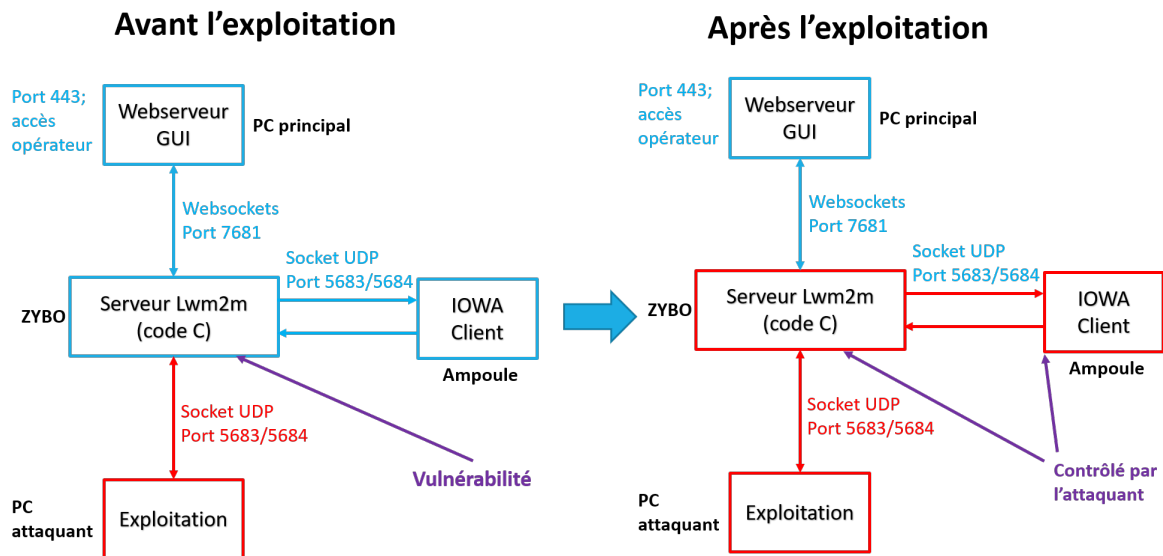 Avant l'exploitation
Port 443;
accès
opérateur
Webserveur
GUI
PC principal
Websockets
Port 7681
Socket UDP
Port 5683/5684
ZYBO
Serveur Lwm2m
(code C)
IOWA
Client
Ampoule
Socket UDP
Port 5683/5684
Vulnérabilité
PC
attaquant
Exploitation
Après l'exploitation
Port 443;
accès
opérateur
Webserveur
GUI
PC principal
Websockets
Port 7681
Socket UDP
Port 5683/5684
ZYBO
Serveur Lwm2m
(code C)
IOWA
Client
Ampoule
Socket UDP
Port 5683/5684
Contrôlé par
l'attaquant
PC
attaquant
Exploitation